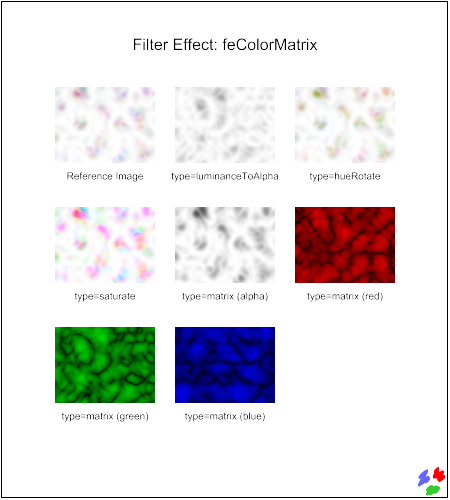 Filter Effect: feColorMatrix
Reference Image
type=luminanceToAlpha
type=hueRotate
type=saturate
type=matrix (alpha)
type=matrix (red)
type=matrix (green)
type=matrix (blue)